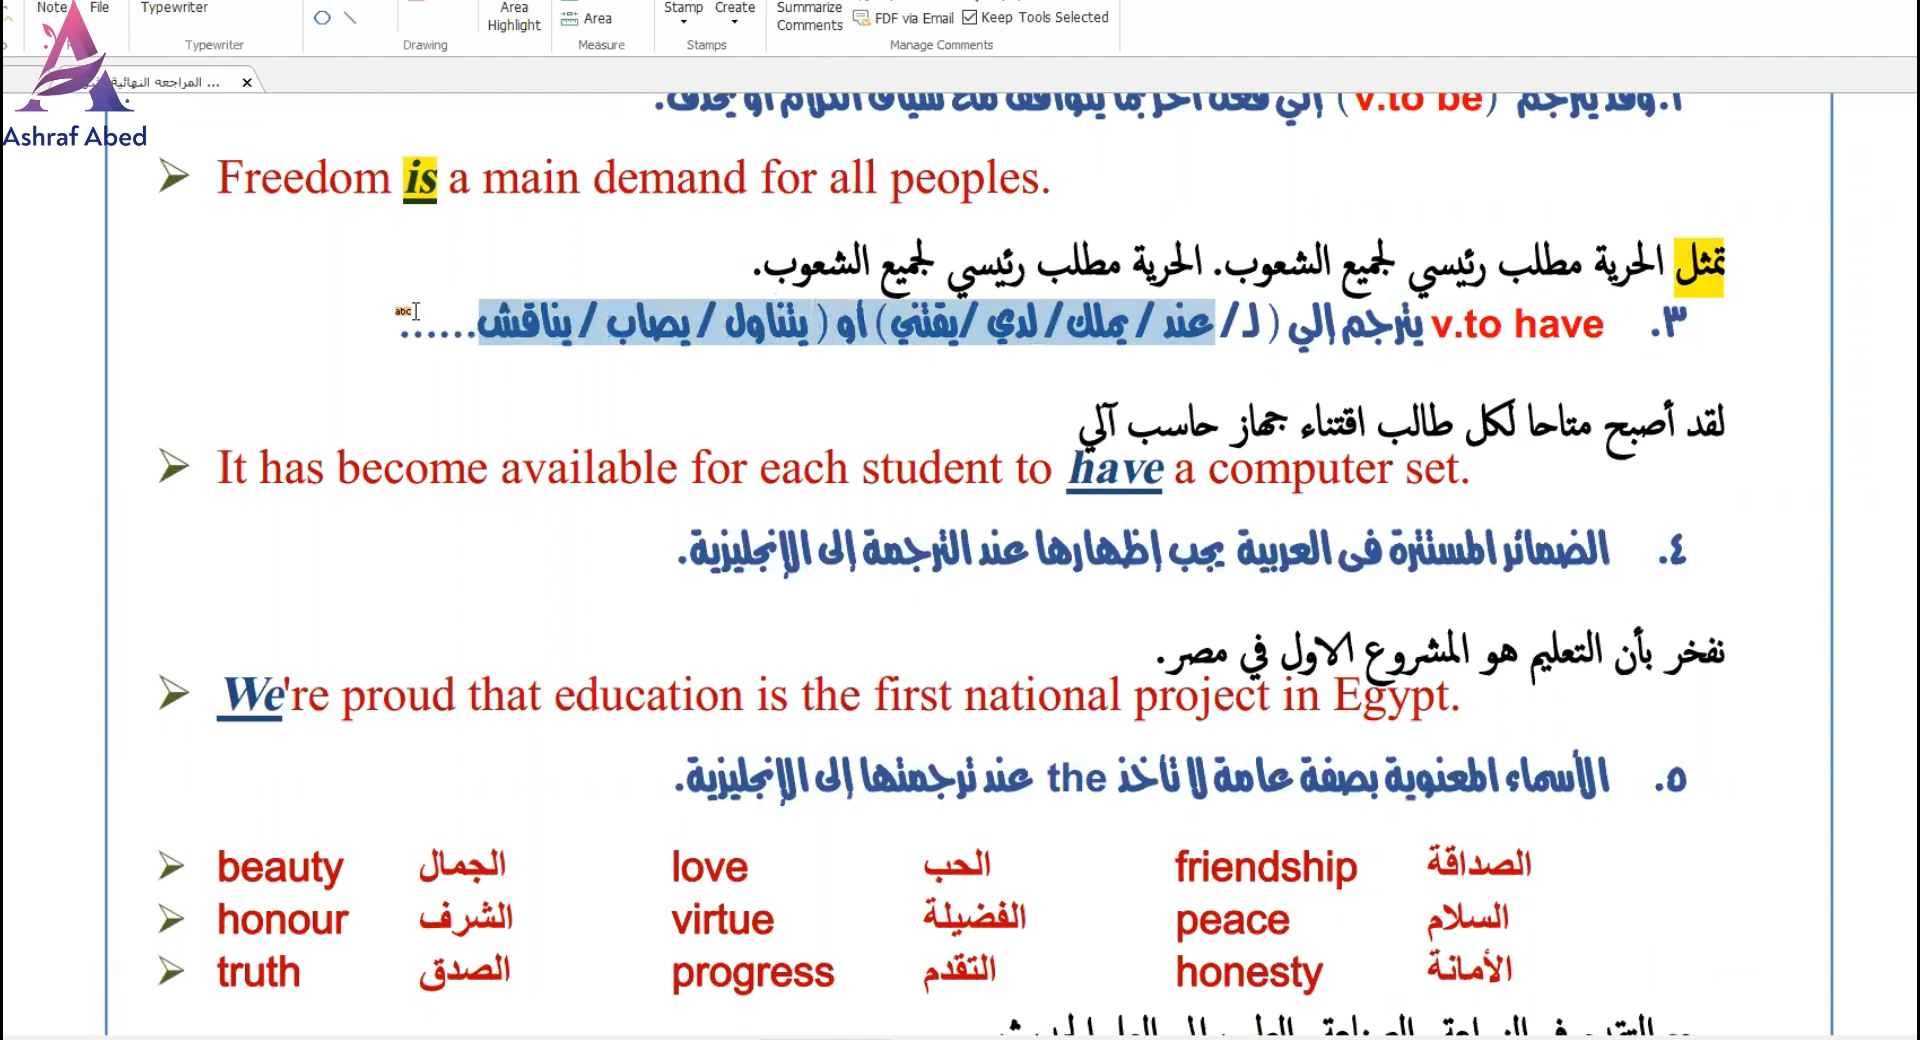 Note File Typewriter Area Highlight Area Stamp Create Summarize Comments FDF via Email Keep Tools Selected
Typewriter Drawing Measure Stamps Manage Comments
... المراجعه النهائية
Ashraf Abed
(v.to be)
Freedom is a main demand for all peoples.
تمثل الحرية مطلب رئيسي لجميع الشعوب. الحرية مطلب رئيسي لجميع الشعوب.
٣. v.to have يترجم إلي ( لـ / عند / يملك / لدي /يقتني) أو ( يتناول / يصاب / يناقش......
abc
لقد أصبح متاحا لكل طالب اقتناء جهاز حاسب آلي
It has become available for each student to have a computer set.
٤. الضمائر المستترة فى العربية يجب إظهارها عند الترجمة إلى الإنجليزية.
نفخر بأن التعليم هو المشروع الاول في مصر.
We're proud that education is the first national project in Egypt.
٥. الأسماء المعنوية بصفة عامة لا تأخذ the عند ترجمتها إلى الإنجليزية.
beauty الجمال love الحب friendship الصداقة
honour الشرف virtue الفضيلة peace السلام
truth الصدق progress التقدم honesty الأمانة